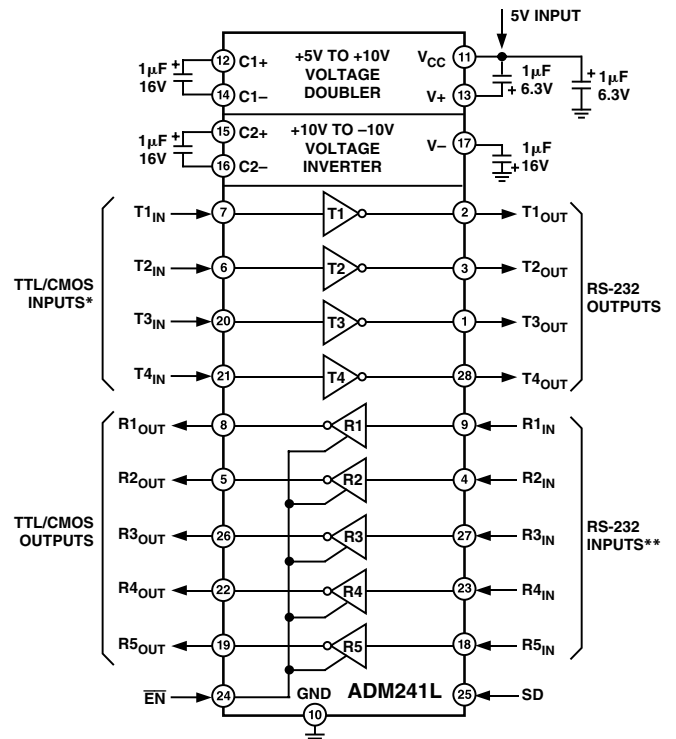 5V INPUT
1μF
16V
12
C1+
14
C1–
+5V TO +10V
VOLTAGE
DOUBLER
VCC
11
V+
13
+
1μF
6.3V
+
1μF
6.3V
+
1μF
16V
15
C2+
16
C2–
+
+10V TO –10V
VOLTAGE
INVERTER
V–
17
1μF
16V
+
TTL/CMOS
INPUTS*
T1IN
7
T1
2
T1OUT
T2IN
6
T2
3
T2OUT
T3IN
20
T3
1
T3OUT
T4IN
21
T4
28
T4OUT
RS-232
OUTPUTS
TTL/CMOS
OUTPUTS
R1OUT
8
R1
9
R1IN
R2OUT
5
R2
4
R2IN
R3OUT
26
R3
27
R3IN
R4OUT
22
R4
23
R4IN
R5OUT
19
R5
18
R5IN
RS-232
INPUTS**
EN
24
GND
10
ADM241L
25
SD